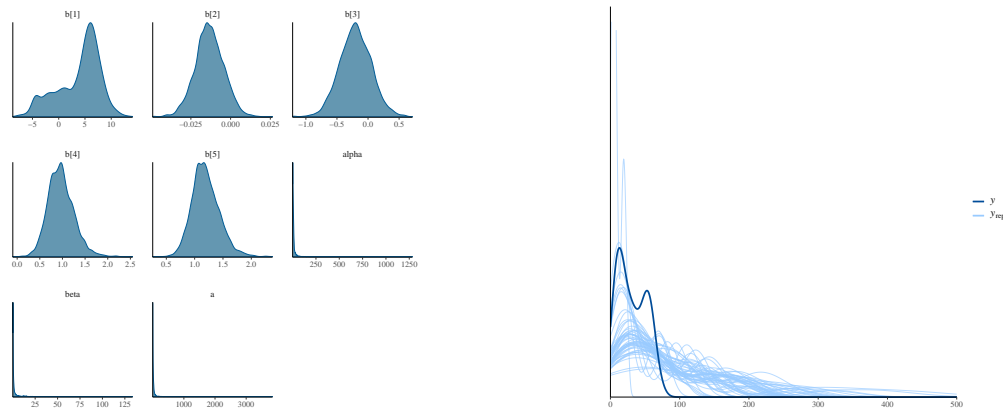 b[1] b[2] b[3]
−5 0 5 10 −0.025 0.000 0.025 −1.0 −0.5 0.0 0.5
b[4] b[5] alpha
0.0 0.5 1.0 1.5 2.0 2.5 0.5 1.0 1.5 2.0 250 500 750 1000 1250
beta a
25 50 75 100 125 1000 2000 3000
y
y rep
0 100 200 300 400 500